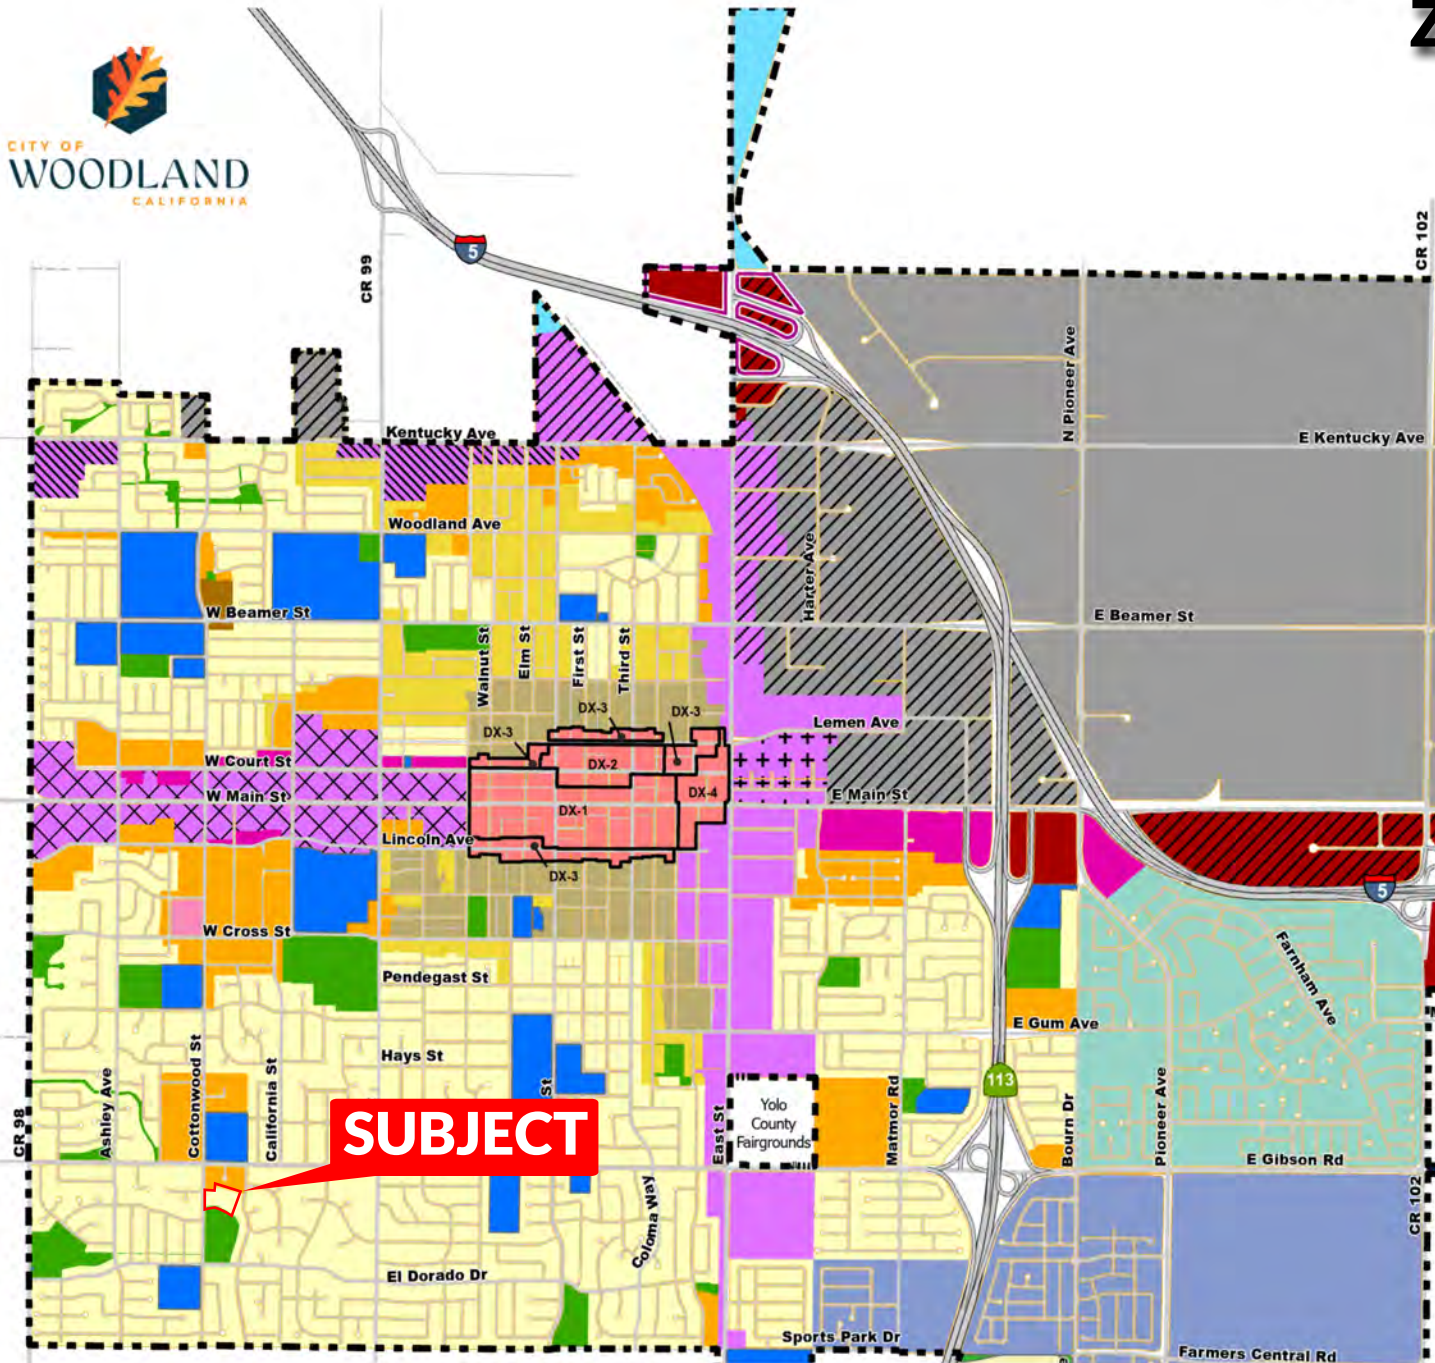 Z
CITY OF
WOODLAND
CALIFORNIA
5
CR 99
CR 102
N Pioneer Ave
Kentucky Ave
E Kentucky Ave
Woodland Ave
Harter Ave
W Beamer St
E Beamer St
Walnut St
Elm St
First St
Third St
DX-3
DX-3
DX-3
Lemen Ave
W Court St
DX-2
W Main St
DX-4
E Main St
DX-1
Lincoln Ave
DX-3
5
W Cross St
Farnham Ave
Pendegast St
E Gum Ave
Hays St
Cottonwood St
California St
Ashley Ave
CR 98
St
113
Yolo
County
Fairgrounds
East St
Matmor Rd
Bourn Dr
Pioneer Ave
SUBJECT
E Gibson Rd
CR 102
Coloma Way
El Dorado Dr
Sports Park Dr
Farmers Central Rd